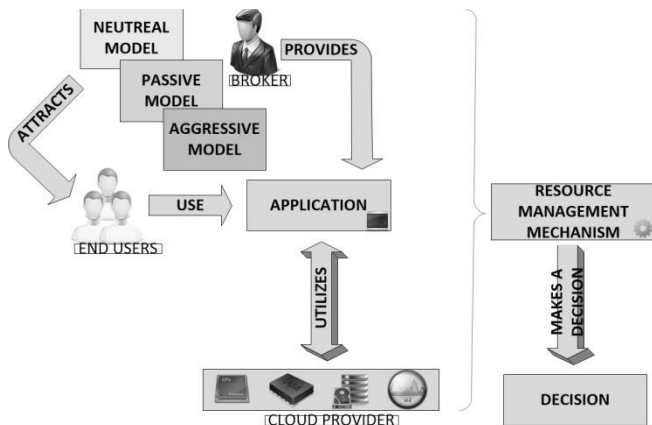 NEUTREAL
MODEL
PASSIVE
MODEL
AGGRESSIVE
MODEL
BROKER
PROVIDES
ATTRACTS
END USERS
USE
APPLICATION
UTILIZES
CLOUD PROVIDER
RESOURCE
MANAGEMENT
MECHANISM
MAKES A
DECISION
DECISION